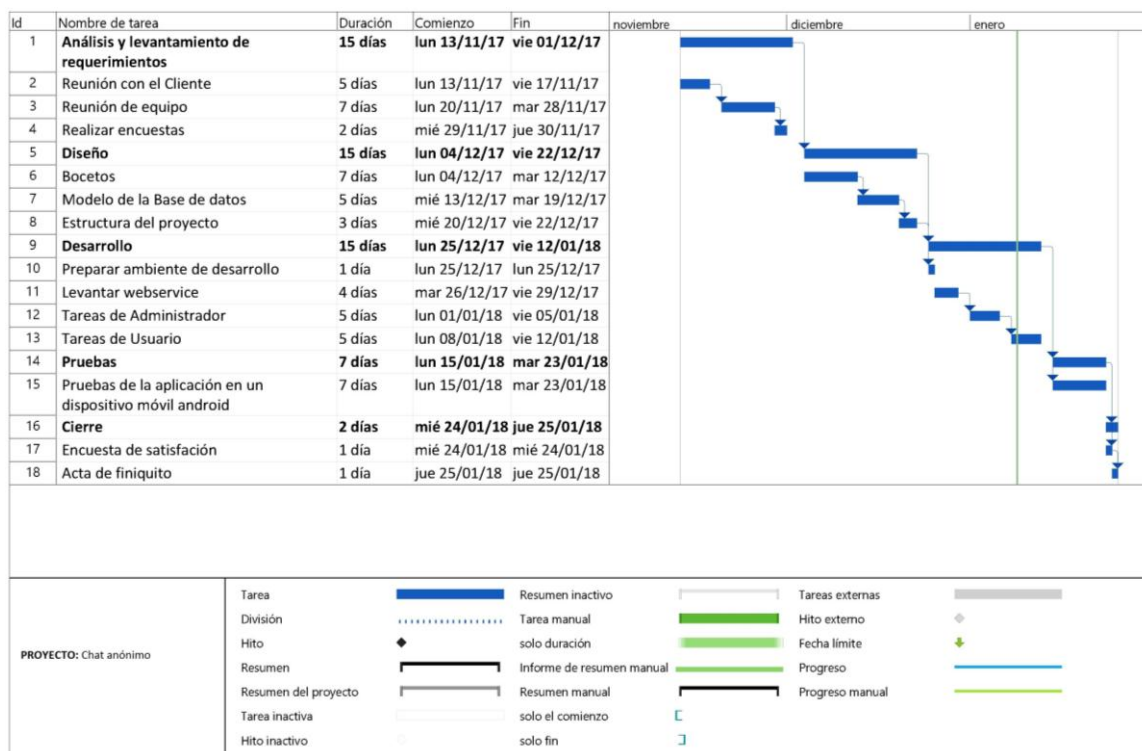 Id Nombre de tarea Duración Comienzo Fin noviembre diciembre enero
1 Análisis y levantamiento de requerimientos 15 días lun 13/11/17 vie 01/12/17
2 Reunión con el Cliente 5 días lun 13/11/17 vie 17/11/17
3 Reunión de equipo 7 días lun 20/11/17 mar 28/11/17
4 Realizar encuestas 2 días mié 29/11/17 jue 30/11/17
5 Diseño 15 días lun 04/12/17 vie 22/12/17
6 Bocetos 7 días lun 04/12/17 mar 12/12/17
7 Modelo de la Base de datos 5 días mié 13/12/17 mar 19/12/17
8 Estructura del proyecto 3 días mié 20/12/17 vie 22/12/17
9 Desarrollo 15 días lun 25/12/17 vie 12/01/18
10 Preparar ambiente de desarrollo 1 día lun 25/12/17 lun 25/12/17
11 Levantar webservice 4 días mar 26/12/17 vie 29/12/17
12 Tareas de Administrador 5 días lun 01/01/18 vie 05/01/18
13 Tareas de Usuario 5 días lun 08/01/18 vie 12/01/18
14 Pruebas 7 días lun 15/01/18 mar 23/01/18
15 Pruebas de la aplicación en un dispositivo móvil android 7 días lun 15/01/18 mar 23/01/18
16 Cierre 2 días mié 24/01/18 jue 25/01/18
17 Encuesta de satisfacción 1 día mié 24/01/18 mié 24/01/18
18 Acta de finiquito 1 día jue 25/01/18 jue 25/01/18
PROYECTO: Chat anónimo
Tarea Resumen inactivo Tareas externas
División Tarea manual Hito externo
Hito solo duración Fecha límite
Resumen Informe de resumen manual Progreso
Resumen del proyecto Resumen manual Progreso manual
Tarea inactiva solo el comienzo
Hito inactivo solo fin